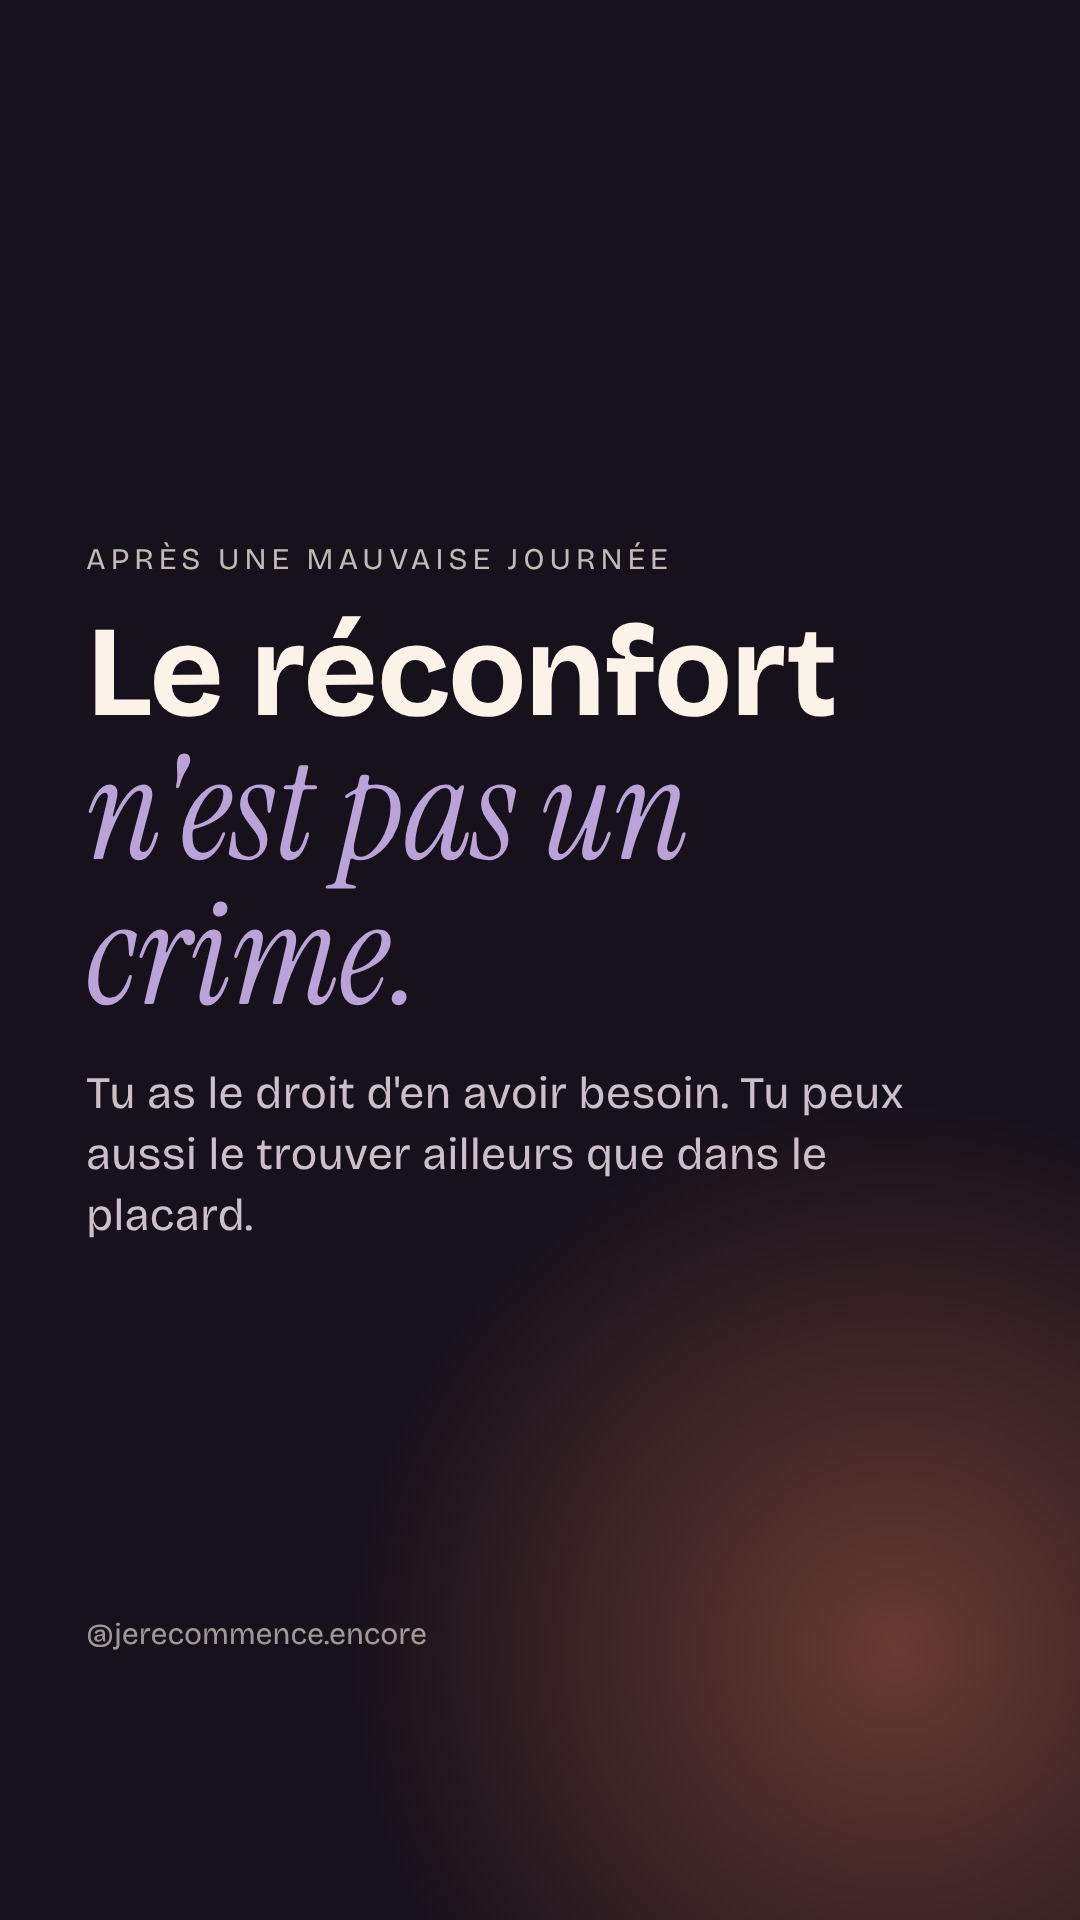 APRÈS UNE MAUVAISE JOURNÉE
Le réconfort
n'est pas un
crime.
Tu as le droit d'en avoir besoin. Tu peux
aussi le trouver ailleurs que dans le
placard.
@jerecommence.encore